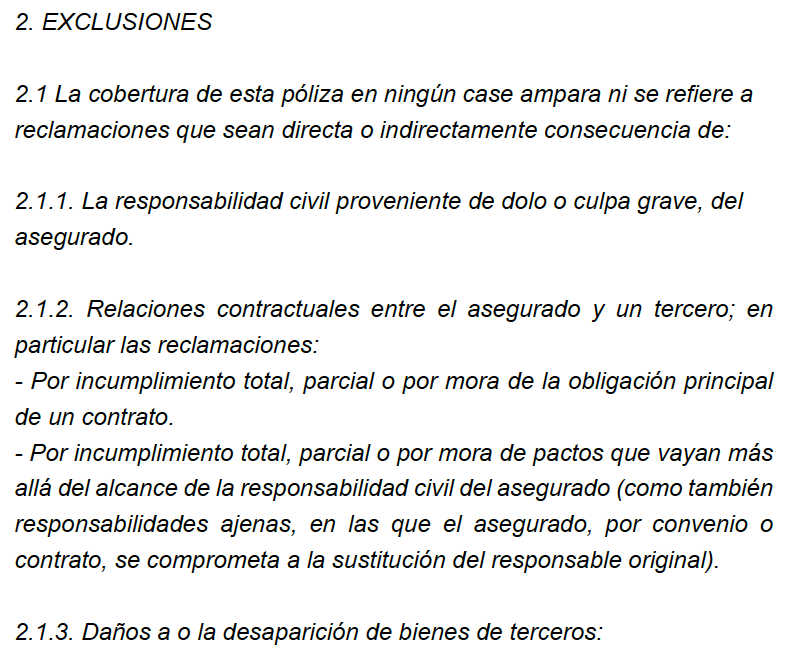 2. EXCLUSIONES
2.1 La cobertura de esta póliza en ningún case ampara ni se refiere a
reclamaciones que sean directa o indirectamente consecuencia de:
2.1.1. La responsabilidad civil proveniente de dolo o culpa grave, del
asegurado.
2.1.2. Relaciones contractuales entre el asegurado y un tercero; en
particular las reclamaciones:
- Por incumplimiento total, parcial o por mora de la obligación principal
de un contrato.
- Por incumplimiento total, parcial o por mora de pactos que vayan más
allá del alcance de la responsabilidad civil del asegurado (como también
responsabilidades ajenas, en las que el asegurado, por convenio o
contrato, se comprometa a la sustitución del responsable original).
2.1.3. Daños a o la desaparición de bienes de terceros: